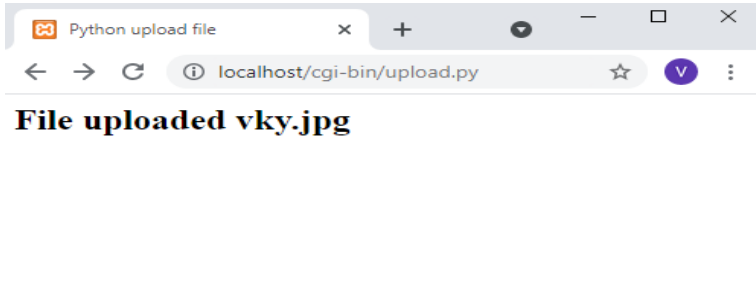 Python upload file
localhost/cgi-bin/upload.py
V
File uploaded vky.jpg